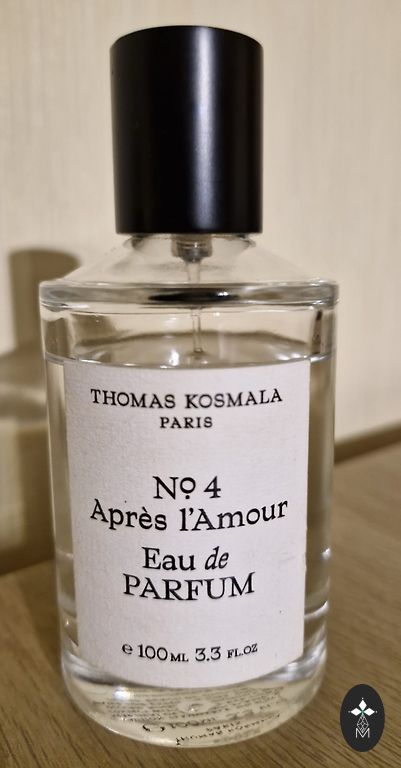 THOMAS KOSMALA
PARIS
Nº 4
Après l'Amour
Eau de
PARFUM
℮ 100ML 3.3 FL.OZ
M